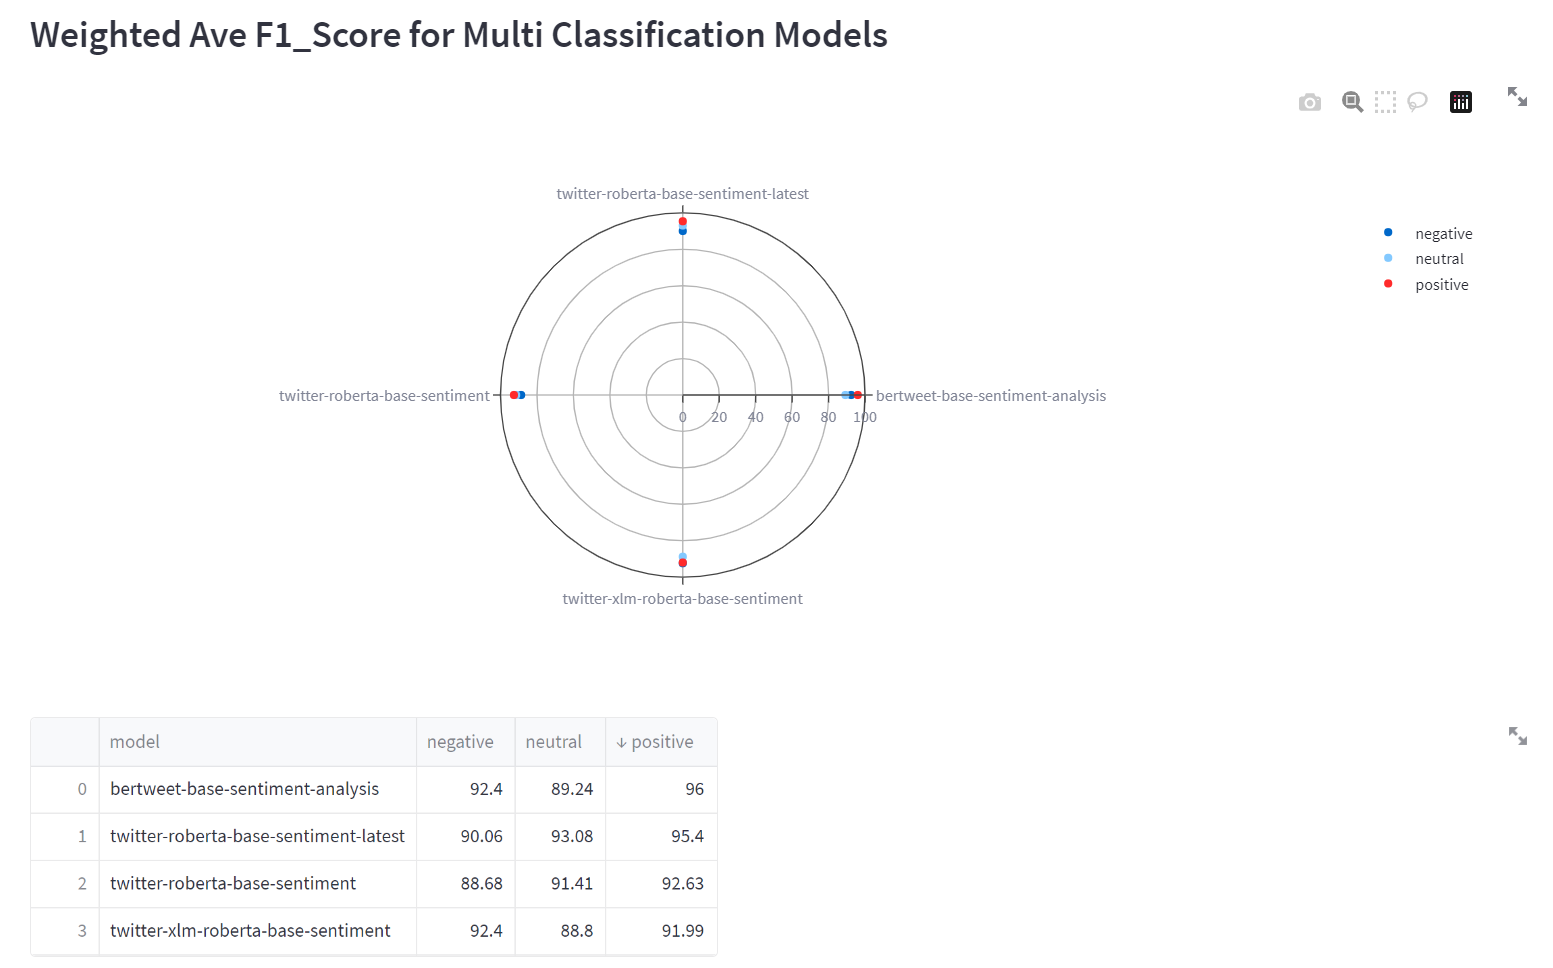 Weighted Ave F1_Score for Multi Classification Models
twitter-roberta-base-sentiment-latest
negative
neutral
positive
twitter-roberta-base-sentiment
bertweet-base-sentiment-analysis
0 20 40 60 80 100
twitter-xlm-roberta-base-sentiment
model negative neutral ↓ positive
0 bertweet-base-sentiment-analysis 92.4 89.24 96
1 twitter-roberta-base-sentiment-latest 90.06 93.08 95.4
2 twitter-roberta-base-sentiment 88.68 91.41 92.63
3 twitter-xlm-roberta-base-sentiment 92.4 88.8 91.99